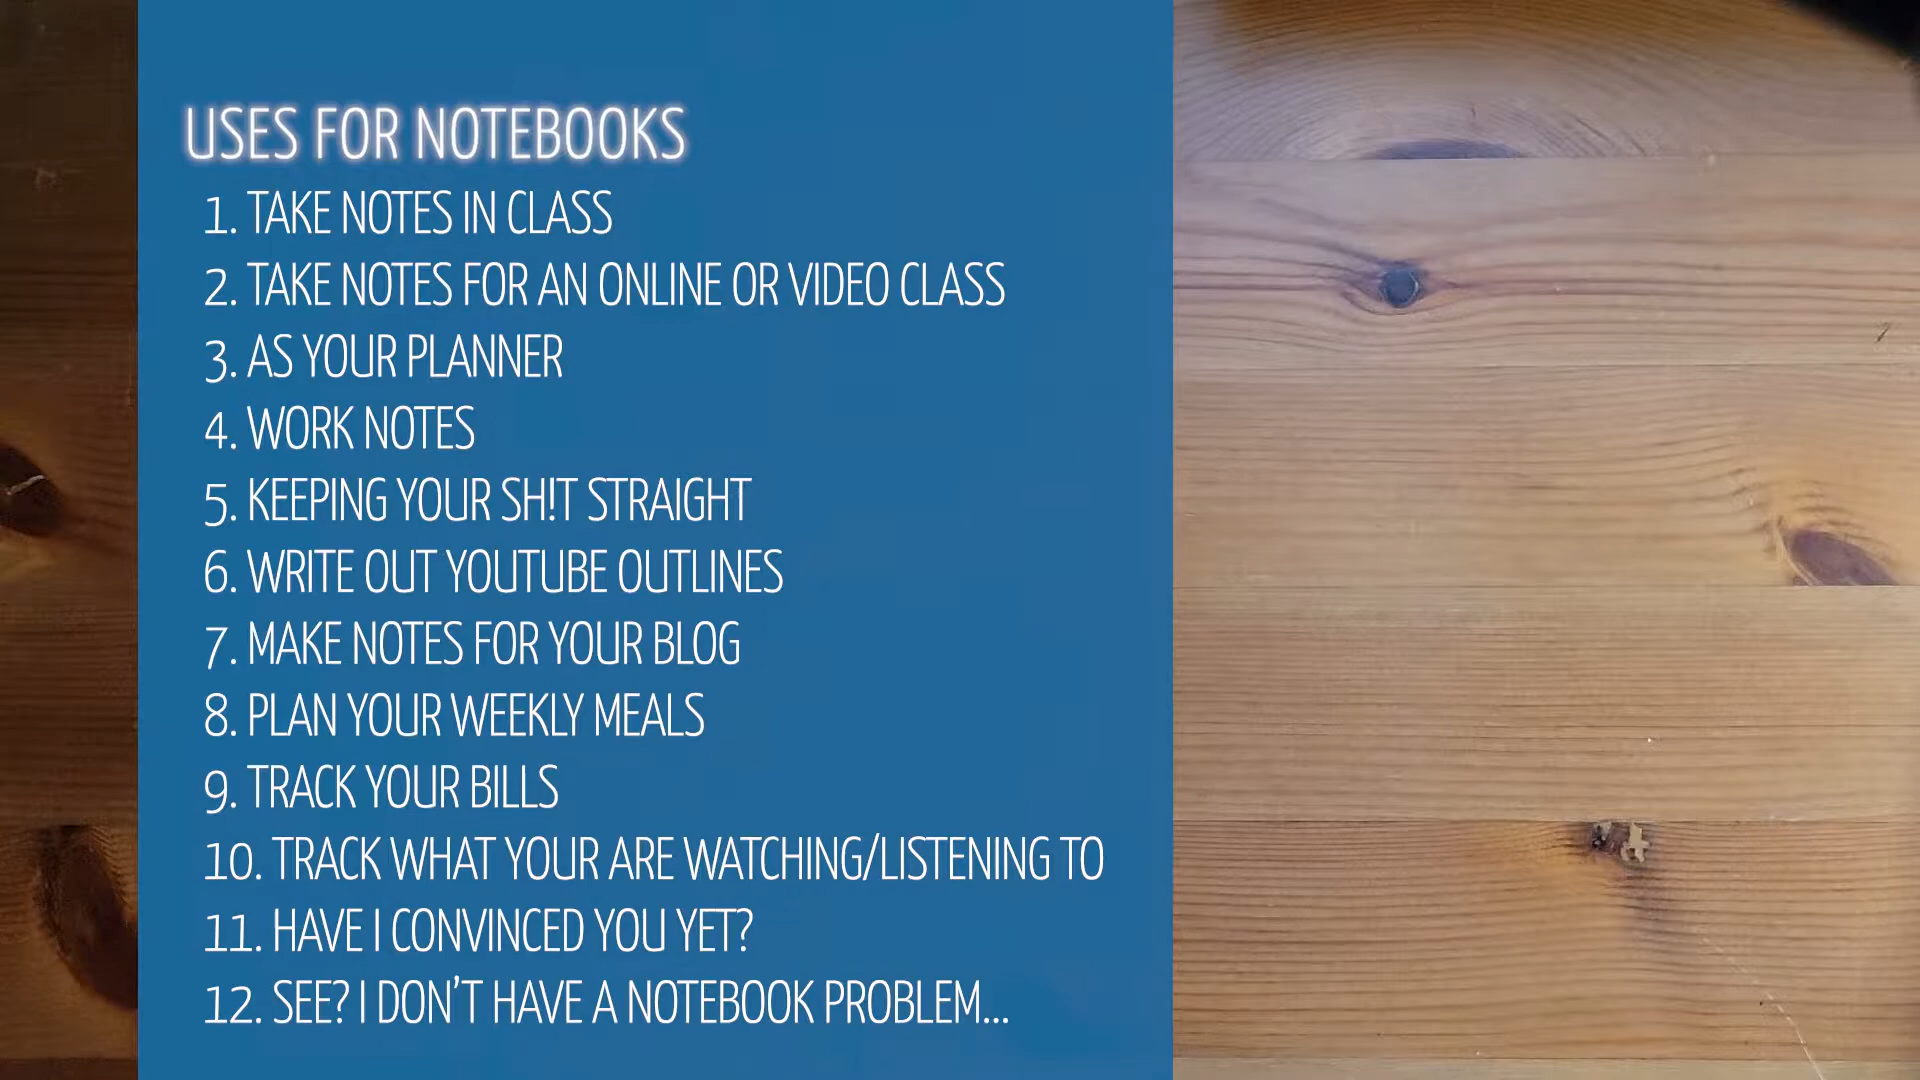 USES FOR NOTEBOOKS
1. TAKE NOTES IN CLASS
2. TAKE NOTES FOR AN ONLINE OR VIDEO CLASS
3. AS YOUR PLANNER
4. WORK NOTES
5. KEEPING YOUR SH!T STRAIGHT
6. WRITE OUT YOUTUBE OUTLINES
7. MAKE NOTES FOR YOUR BLOG
8. PLAN YOUR WEEKLY MEALS
9. TRACK YOUR BILLS
10. TRACK WHAT YOUR ARE WATCHING/LISTENING TO
11. HAVE I CONVINCED YOU YET?
12. SEE? I DON’T HAVE A NOTEBOOK PROBLEM...